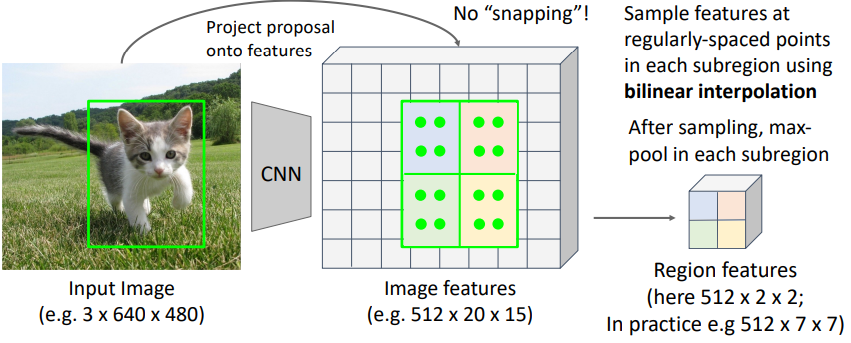 Project proposal
onto features
No “snapping”!
Sample features at
regularly-spaced points
in each subregion using
bilinear interpolation
After sampling, max-
pool in each subregion
CNN
Input Image
(e.g. 3 x 640 x 480)
Image features
(e.g. 512 x 20 x 15)
Region features
(here 512 x 2 x 2;
In practice e.g 512 x 7 x 7)